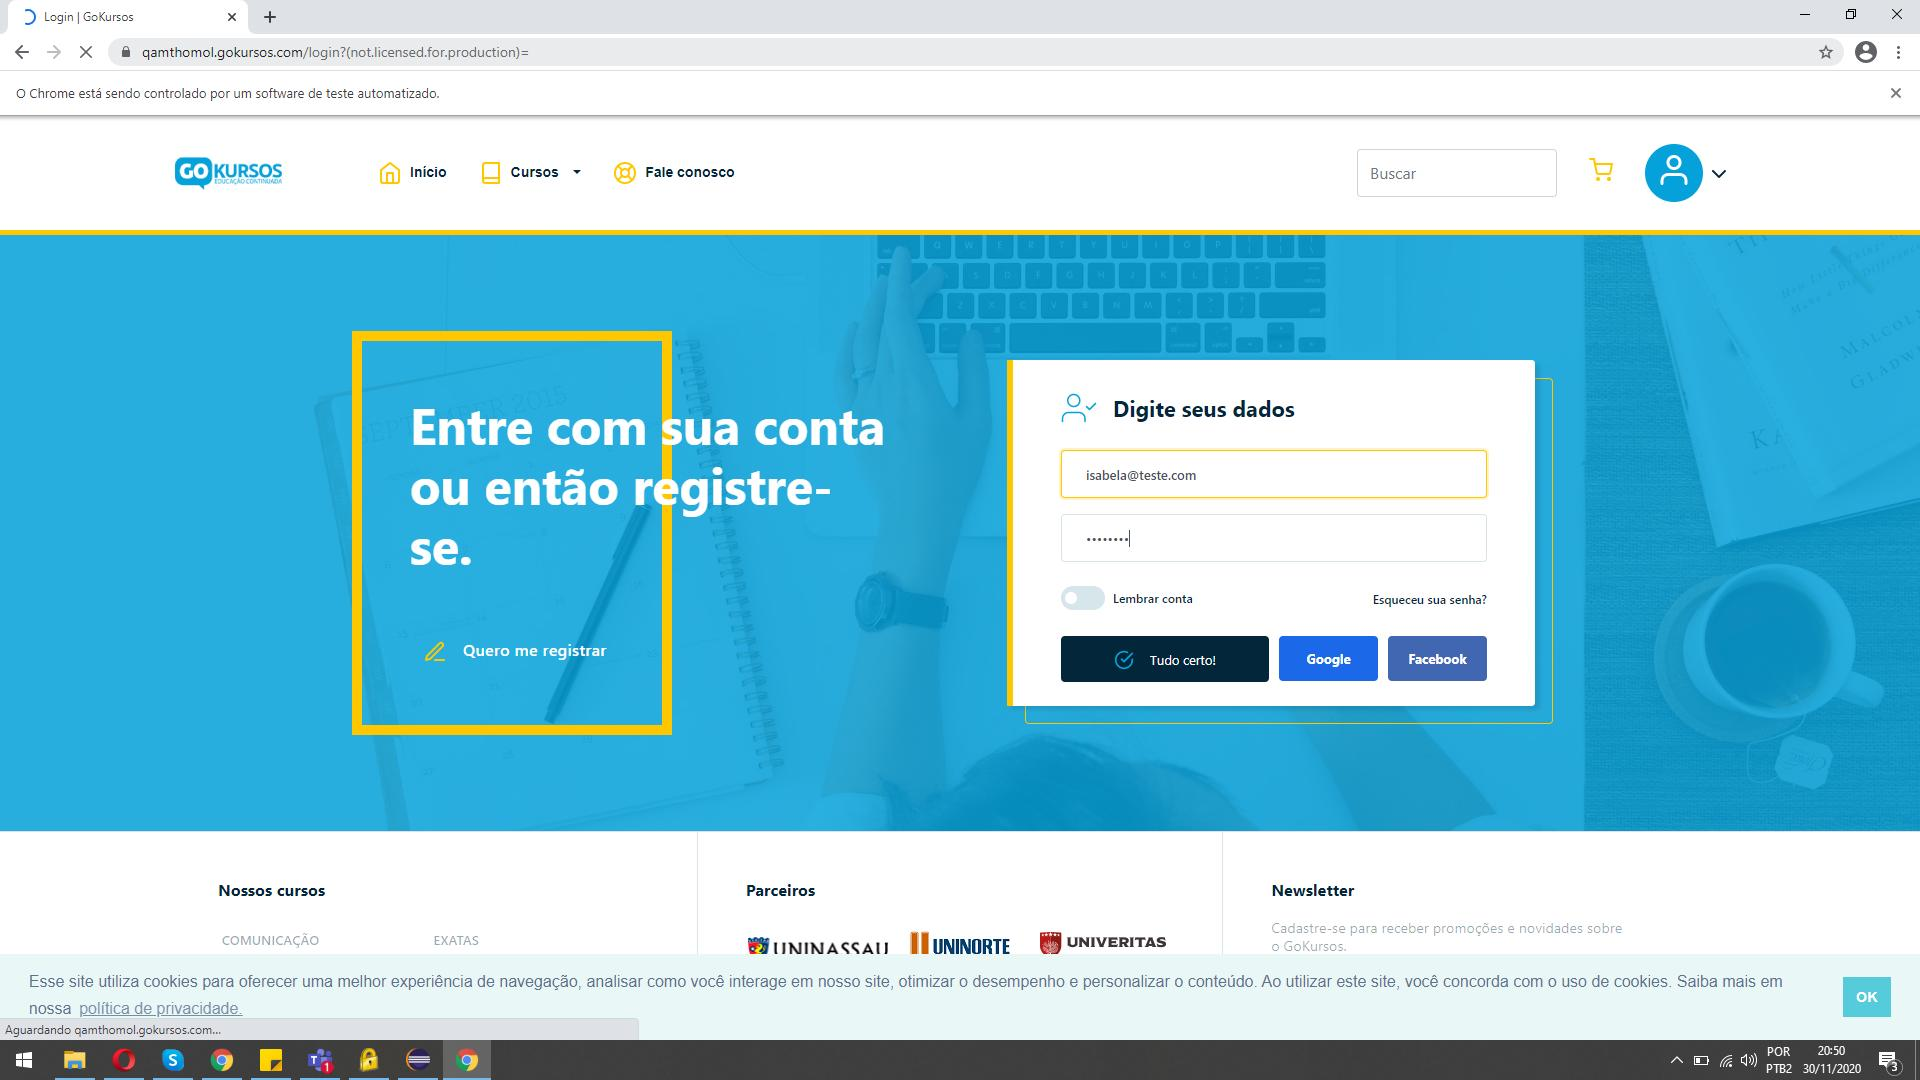 Login | GoKursos
qamthomol.gokursos.com/login?(not.licensed.for.production)=
O Chrome está sendo controlado por um software de teste automatizado.
GOKURSOS
EDUCAÇÃO CONTINUADA
Início
Cursos
Fale conosco
Buscar
Entre com sua conta
ou então registre-
se.
Quero me registrar
Digite seus dados
isabela@teste.com
••••••••
Lembrar conta
Esqueceu sua senha?
Tudo certo!
Google
Facebook
Nossos cursos
COMUNICAÇÃO
EXATAS
Parceiros
UNINASSAU
UNINORTE
UNIVERITAS
Newsletter
Cadastre-se para receber promoções e novidades sobre
o GoKursos.
Esse site utiliza cookies para oferecer uma melhor experiência de navegação, analisar como você interage em nosso site, otimizar o desempenho e personalizar o conteúdo. Ao utilizar este site, você concorda com o uso de cookies. Saiba mais em
nossa política de privacidade.
OK
Aguardando qamthomol.gokursos.com...
1
POR
PTB2
20:50
30/11/2020
3